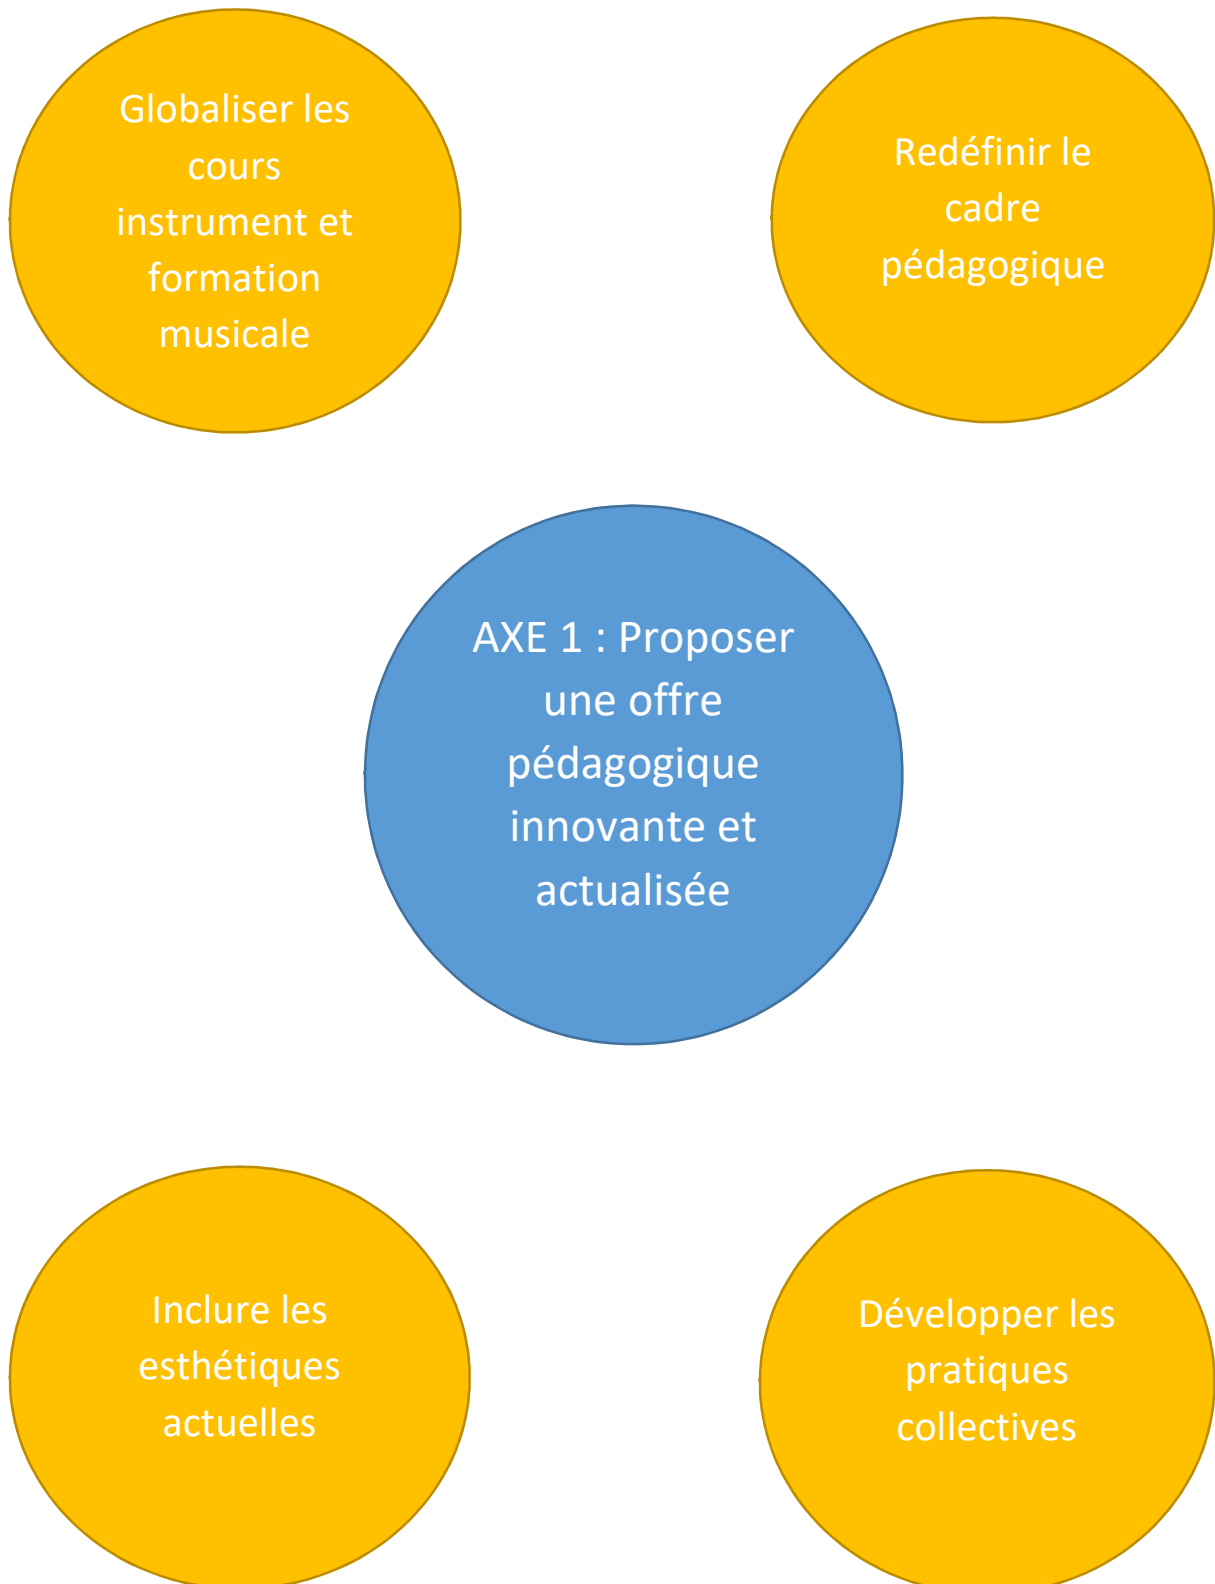 Globaliser les
cours
instrument et
formation
musicale
Redéfinir le
cadre
pédagogique
AXE 1 : Proposer
une offre
pédagogique
innovante et
actualisée
Inclure les
esthétiques
actuelles
Développer les
pratiques
collectives